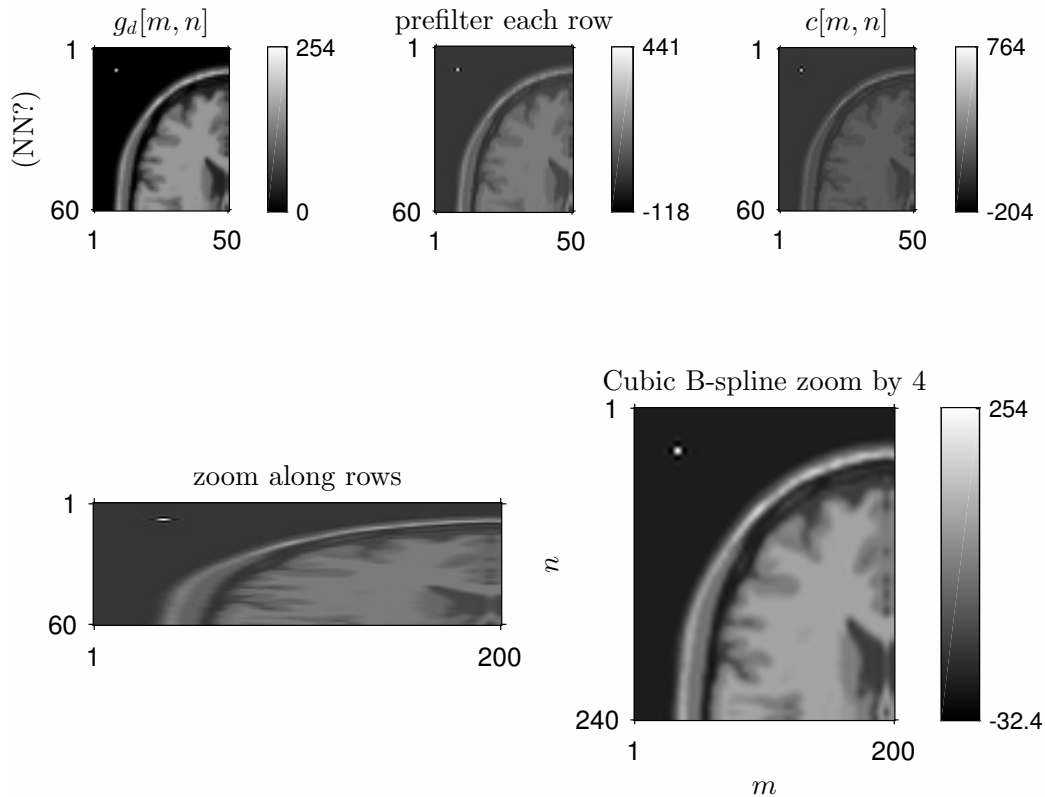 g_d[m, n]
1
(NN?)
60
1 50
254
0
prefilter each row
1
60
1 50
441
-118
c[m, n]
1
60
1 50
764
-204
zoom along rows
1
60
1 200
Cubic B-spline zoom by 4
1
n
240
1 200
m
254
-32.4